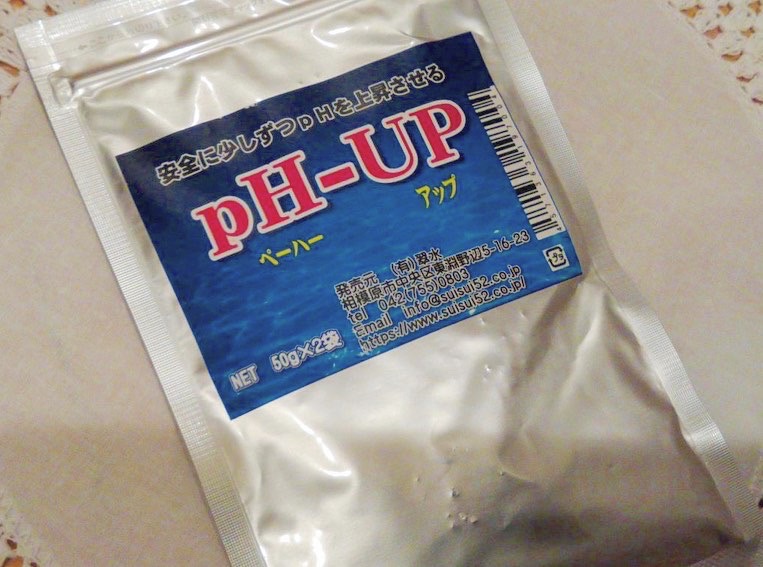 安全に少しずつpHを上昇させる
pH-UP
ペーハー アップ
発売元 (有)翠水
相模原市中央区東淵野辺5-16-23
tel 042(755)0803
Email info@suisui52.co.jp
https://www.suisui52.co.jp/
NET 50g×2袋